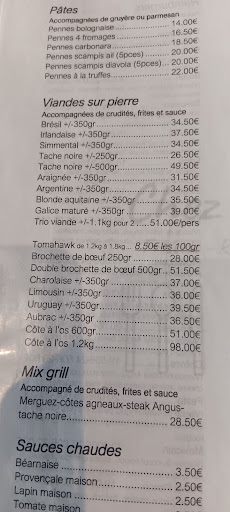 Pâtes
Accompagnées de gruyère ou parmesan
Pennes bolognaise 14.00€
Pennes 4 fromages 16.50€
Pennes carbonara 18.50€
Pennes scampis ail (5pces) 20.00€
Pennes scampis diavola (5pces) 20.00€
Pennes à la truffes 22.00€
Viandes sur pierre
Accompagnées de crudités, frites et sauce
Brésil +/-350gr 34.50€
Irlandaise +/-350gr 37.50€
Simmental +/-350gr 34.50€
Tache noire +/-250gr 26.50€
Tache noire +/-500gr 49.50€
Araignée +/-350gr 31.50€
Argentine +/-350gr 34.50€
Blonde aquitaine +/-350gr 35.50€
Galice maturé +/-350gr 39.00€
Trio viande +/-1.1kg pour 2 51.00€/pers
Tomahawk de 1.2kg à 1.8kg 8.50€ les 100gr
Brochette de bœuf 250gr 28.00€
Double brochette de bœuf 500gr 51.50€
Charolaise +/-350gr 37.00€
Limousin +/-350gr 36.00€
Uruguay +/-350gr 39.50€
Aubrac +/-350gr 36.50€
Côte à l'os 600gr 51.00€
Côte à l'os 1.2kg 98.00€
Mix grill
Accompagné de crudités, frites et sauce
Merguez-côtes agneaux-steak Angus-
tache noire 28.50€
Sauces chaudes
Béarnaise 3.50€
Provençale maison 2.50€
Lapin maison 2.50€
Tomate maison